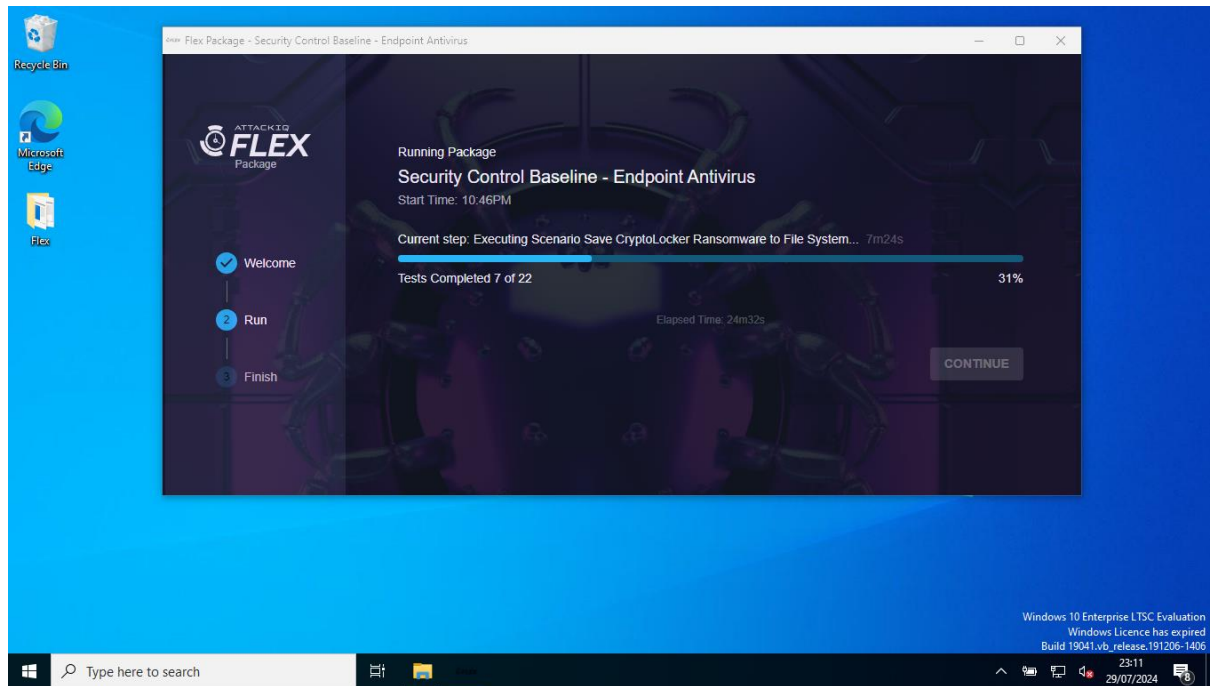 Recycle Bin
Microsoft
Edge
Flex
Flex Package - Security Control Baseline - Endpoint Antivirus
ATTACKIQ
FLEX
Package
Welcome
2 Run
3 Finish
Running Package
Security Control Baseline - Endpoint Antivirus
Start Time: 10:46PM
Current step: Executing Scenario Save CryptoLocker Ransomware to File System... 7m24s
Tests Completed 7 of 22 31%
Elapsed Time: 24m32s
CONTINUE
Windows 10 Enterprise LTSC Evaluation
Windows Licence has expired
Build 19041.vb_release.191206-1406
Type here to search
23:11
29/07/2024
8